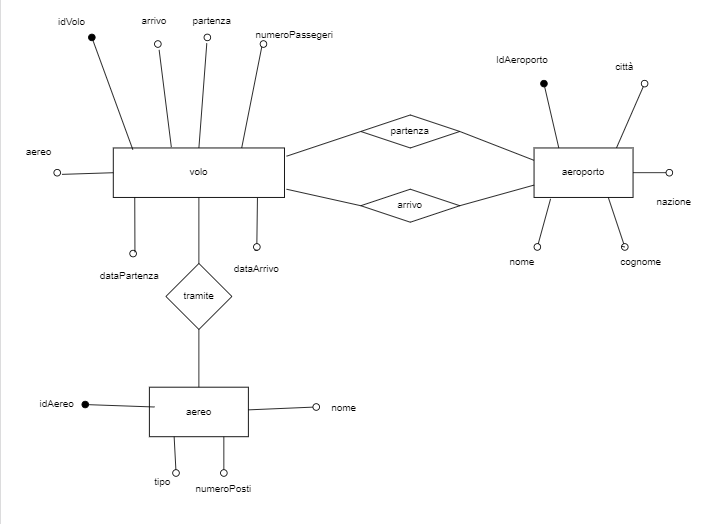 idVolo
arrivo
partenza
numeroPassegeri
IdAeroporto
città
partenza
aereo
volo
aeroporto
nazione
arrivo
dataPartenza
dataArrivo
nome
cognome
tramite
idAereo
aereo
nome
tipo
numeroPosti